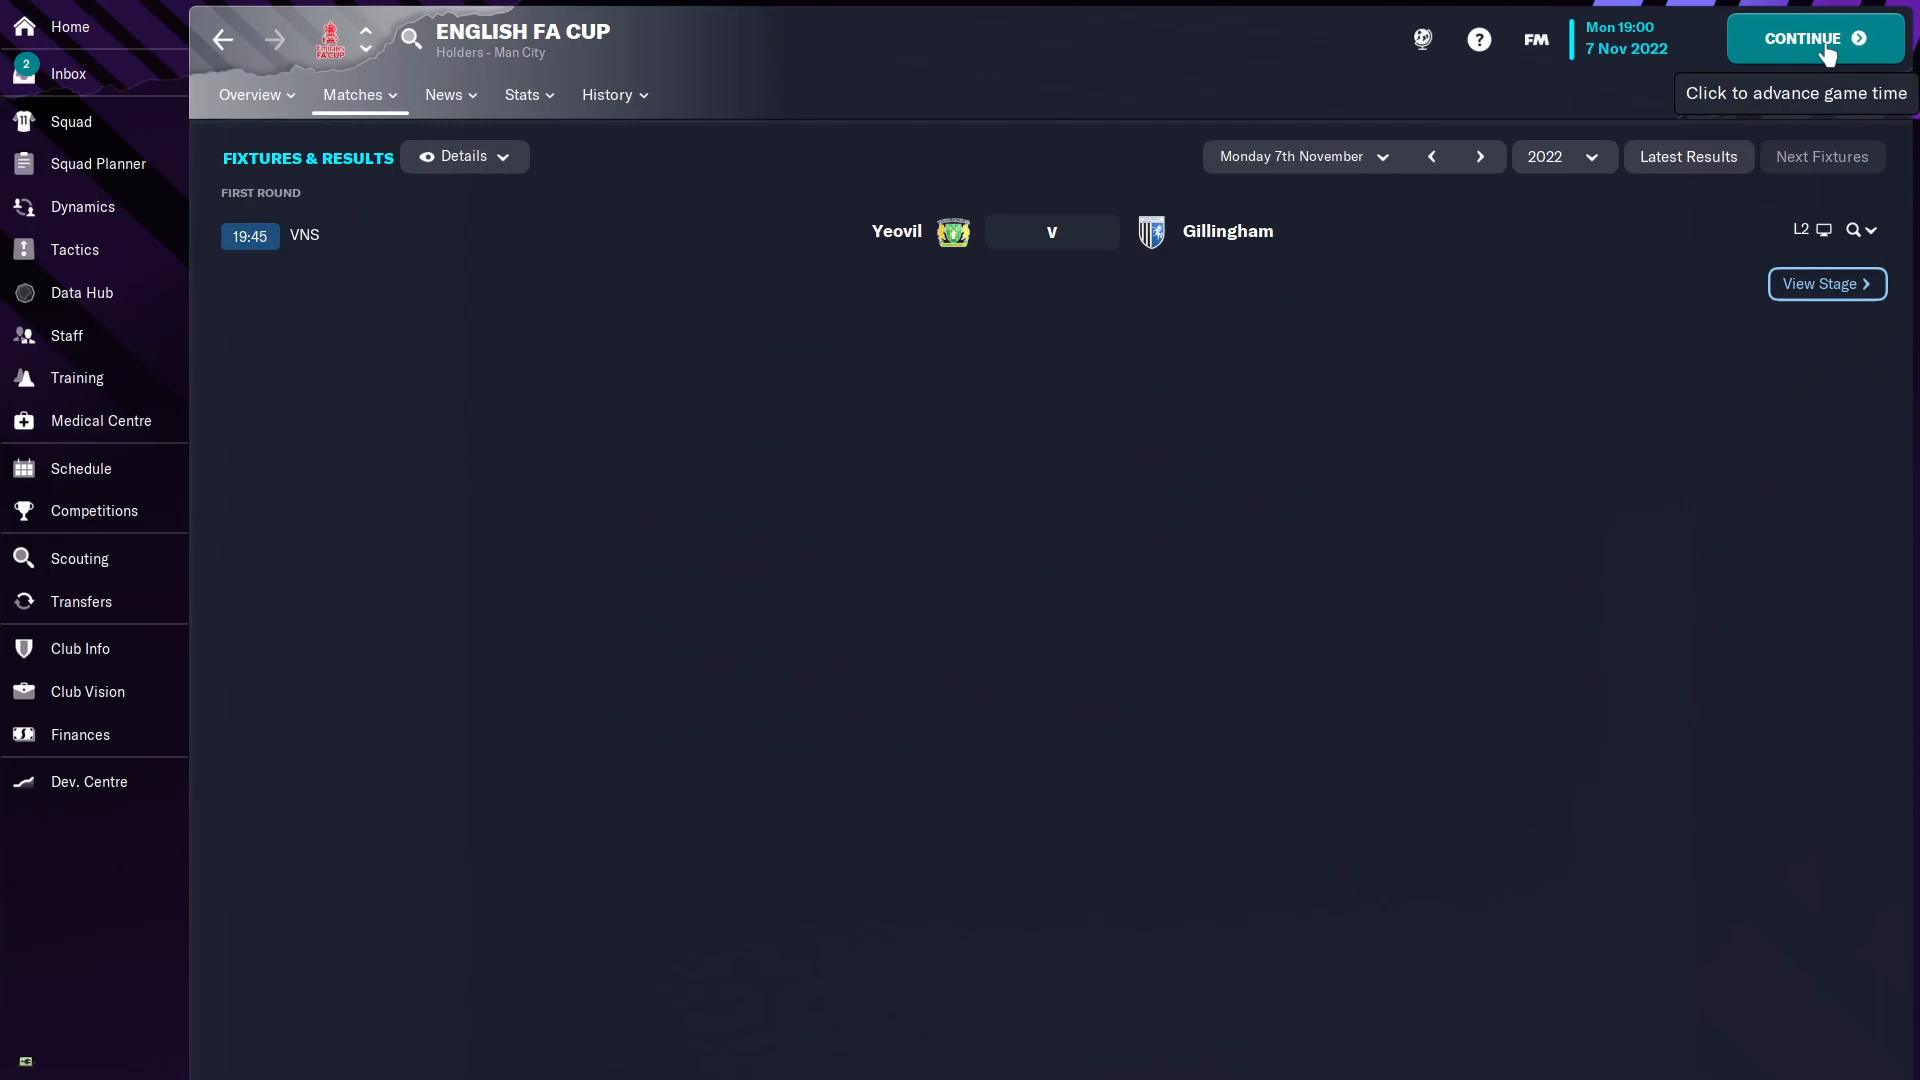 Home
2
Inbox
Squad
Squad Planner
Dynamics
Tactics
Data Hub
Staff
Training
Medical Centre
Schedule
Competitions
Scouting
Transfers
Club Info
Club Vision
Finances
Dev. Centre
Emirates
FA CUP
ENGLISH FA CUP
Holders - Man City
FM
Mon 19:00
7 Nov 2022
CONTINUE
Click to advance game time
Overview
Matches
News
Stats
History
FIXTURES & RESULTS
Details
Monday 7th November
2022
Latest Results
Next Fixtures
FIRST ROUND
19:45
VNS
Yeovil
v
Gillingham
L2
View Stage